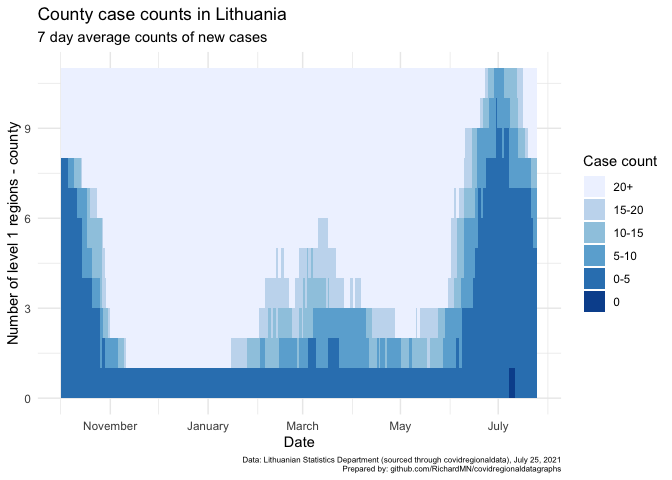 County case counts in Lithuania
7 day average counts of new cases
Number of level 1 regions - county
9
6
3
0
November
January
March
May
July
Date
Case count
20+
15-20
10-15
5-10
0-5
0
Data: Lithuanian Statistics Department (sourced through covidregionaldata), July 25, 2021
Prepared by: github.com/RichardMN/covidregionaldatagraphs